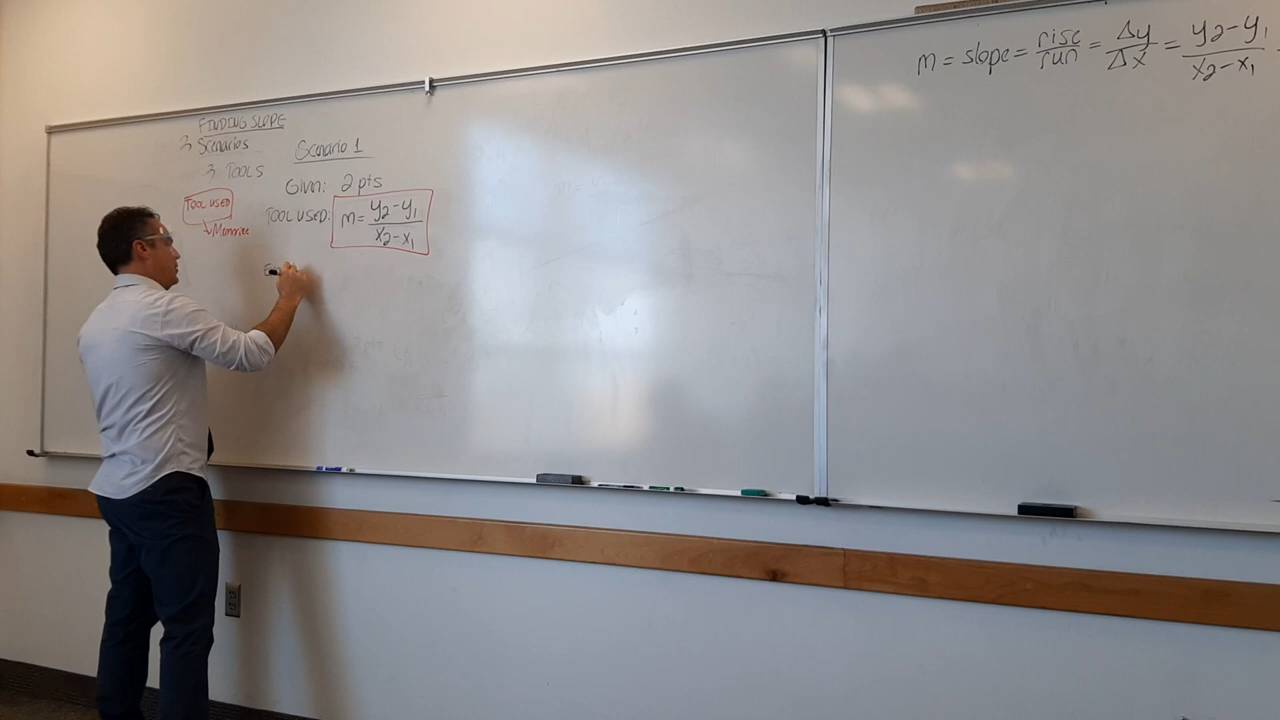 FINDING SLOPE
3 Scenarios
3 TOOLS
TOOL USED
Scenario 1
Given: 2 pts
TOOL USED: m = y₂-y₁ / x₂-x₁
m = slope = rise/run = Δy/Δx = y₂-y₁ / x₂-x₁